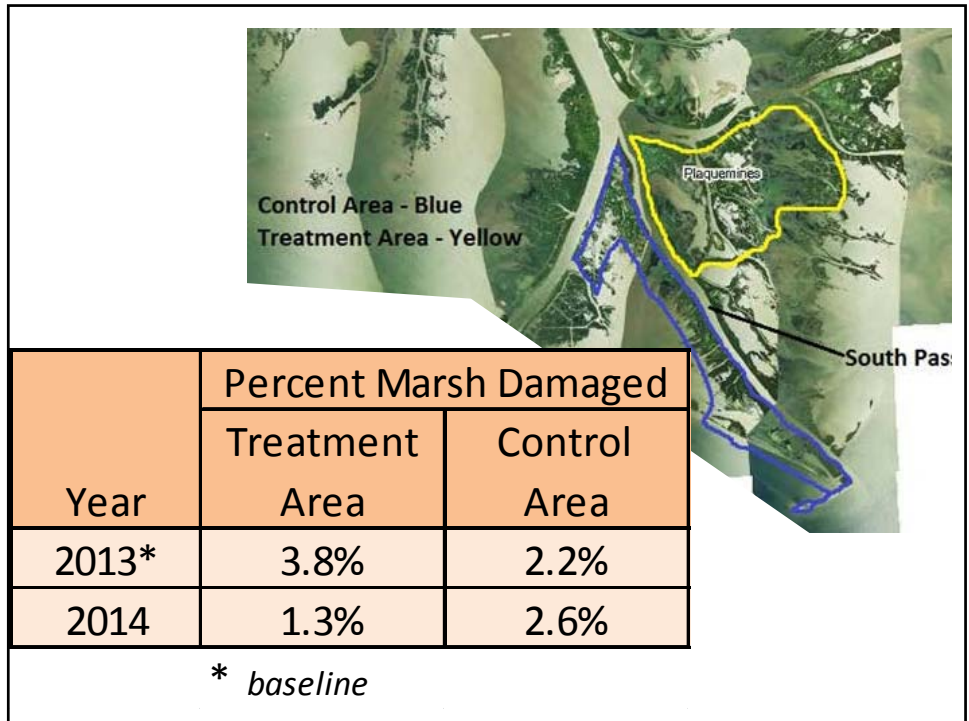 Plaquemines
Control Area - Blue
Treatment Area - Yellow
South Pas
Percent Marsh Damaged
Year
Treatment Area
Control Area
2013* 3.8% 2.2%
2014 1.3% 2.6%
* baseline